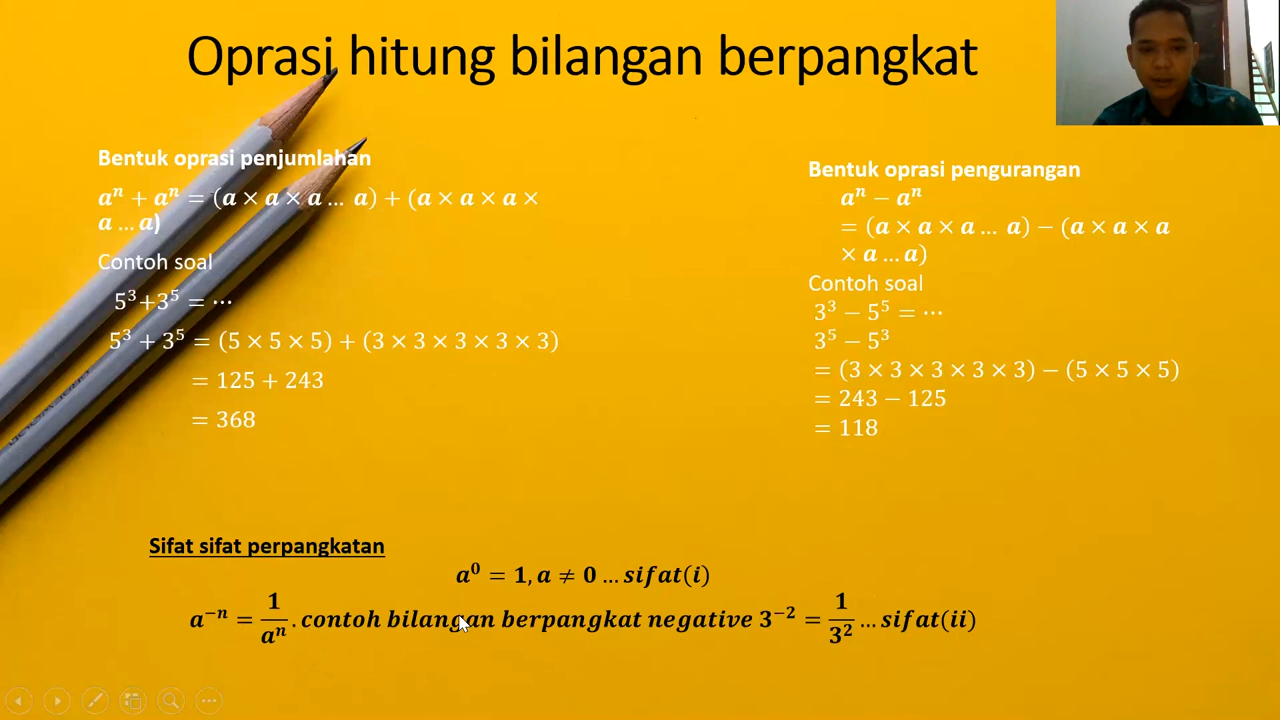 Oprasi hitung bilangan berpangkat
Bentuk oprasi penjumlahan
aⁿ + aⁿ = (a × a × a … a) + (a × a × a ×
a … a)
Contoh soal
5³+3⁵ = ⋯
5³ + 3⁵ = (5 × 5 × 5) + (3 × 3 × 3 × 3 × 3)
= 125 + 243
= 368
Bentuk oprasi pengurangan
aⁿ − aⁿ
= (a × a × a … a) − (a × a × a
× a … a)
Contoh soal
3³ − 5⁵ = ⋯
3⁵ − 5³
= (3 × 3 × 3 × 3 × 3) − (5 × 5 × 5)
= 243 − 125
= 118
Sifat sifat perpangkatan
a⁰ = 1, a ≠ 0 … sifat(i)
a⁻ⁿ = 1/aⁿ . contoh bilangan berpangkat negative 3⁻² = 1/3² … sifat(ii)